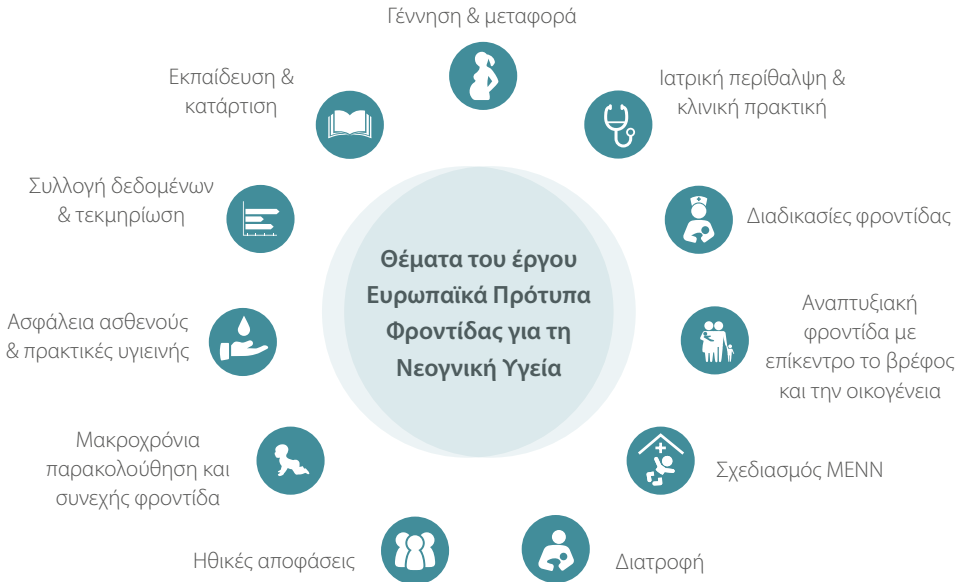 Γέννηση & μεταφορά
Ιατρική περίθαλψη &
κλινική πρακτική
Διαδικασίες φροντίδας
Αναπτυξιακή
φροντίδα με
επίκεντρο το βρέφος
και την οικογένεια
Σχεδιασμός ΜΕΝΝ
Διατροφή
Ηθικές αποφάσεις
Μακροχρόνια
παρακολούθηση και
συνεχής φροντίδα
Ασφάλεια ασθενούς
& πρακτικές υγιεινής
Συλλογή δεδομένων
& τεκμηρίωση
Εκπαίδευση &
κατάρτιση
Θέματα του έργου
Ευρωπαϊκά Πρότυπα
Φροντίδας για τη
Νεογνική Υγεία